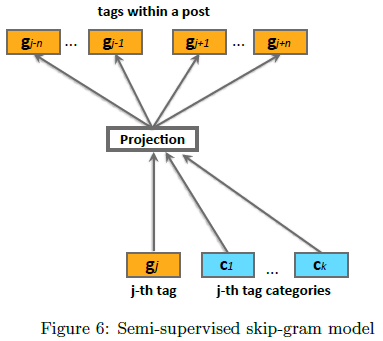 tags within a post
gj-n ... gj-1 gj+1 ... gj+n
Projection
gj c1 ... ck
j-th tag j-th tag categories
Figure 6: Semi-supervised skip-gram model